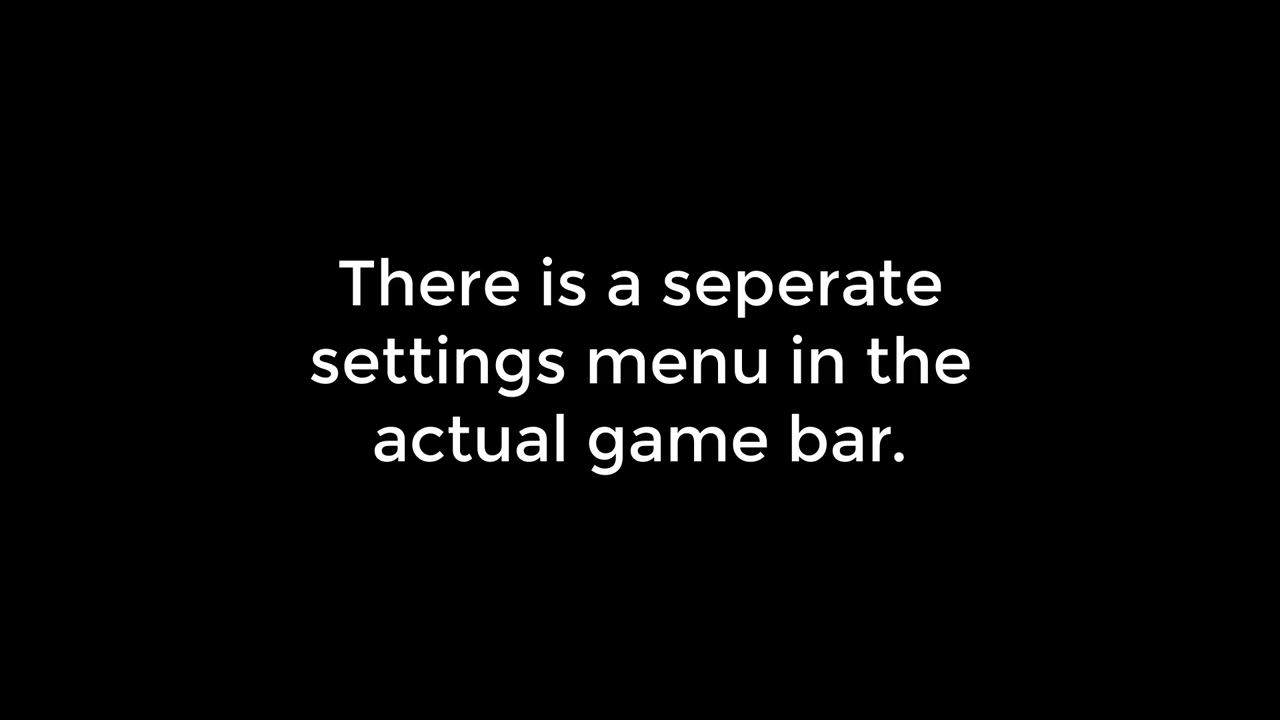 There is a seperate
settings menu in the
actual game bar.